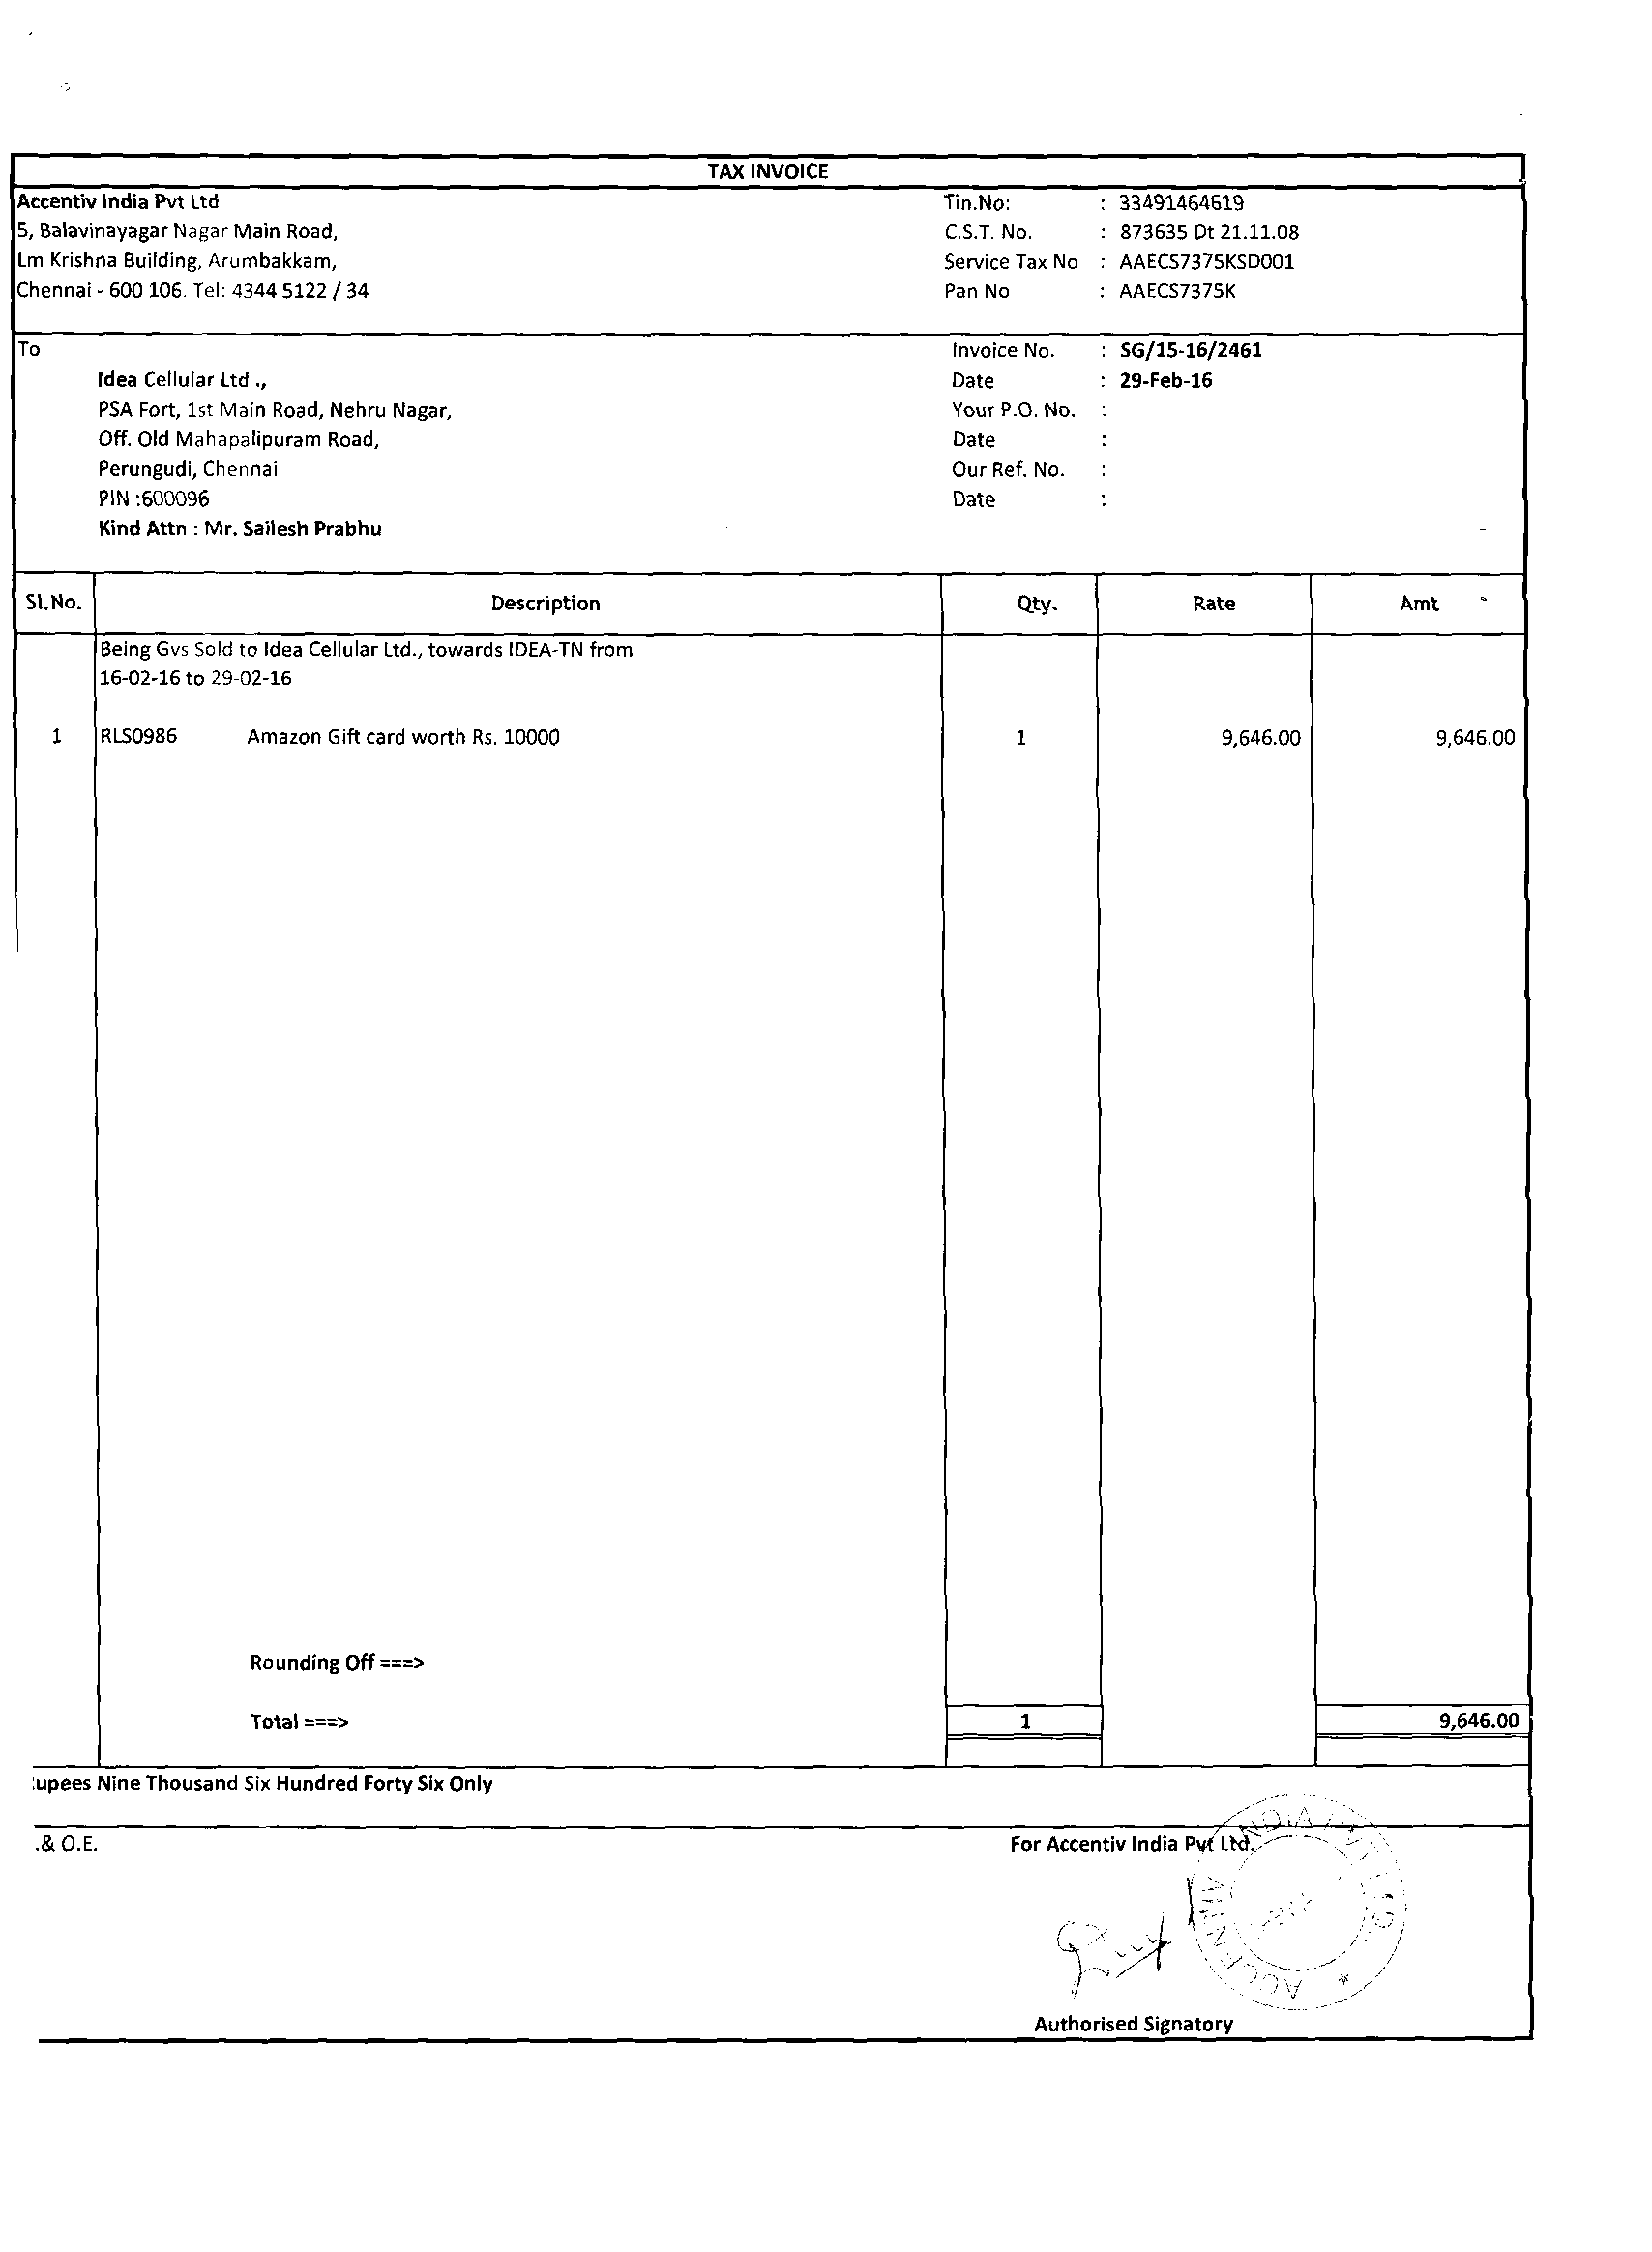 TAX INVOICE
Accentiv India Pvt Ltd
5, Balavinayagar Nagar Main Road,
Lm Krishna Building, Arumbakkam,
Chennai - 600 106. Tel: 4344 5122 / 34
Tin.No: : 33491464619
C.S.T. No. : 873635 Dt 21.11.08
Service Tax No : AAECS7375KSD001
Pan No : AAECS7375K
To
Idea Cellular Ltd .,
PSA Fort, 1st Main Road, Nehru Nagar,
Off. Old Mahapalipuram Road,
Perungudi, Chennai
PIN :600096
Kind Attn : Mr. Sailesh Prabhu
Invoice No. : SG/15-16/2461
Date : 29-Feb-16
Your P.O. No. :
Date :
Our Ref. No. :
Date :
Sl.No. Description Qty. Rate Amt
Being Gvs Sold to Idea Cellular Ltd., towards IDEA-TN from
16-02-16 to 29-02-16
1 RLS0986 Amazon Gift card worth Rs. 10000 1 9,646.00 9,646.00
Rounding Off ===>
Total ===> 1 9,646.00
upees Nine Thousand Six Hundred Forty Six Only
.& O.E.
For Accentiv India Pvt Ltd.
Authorised Signatory